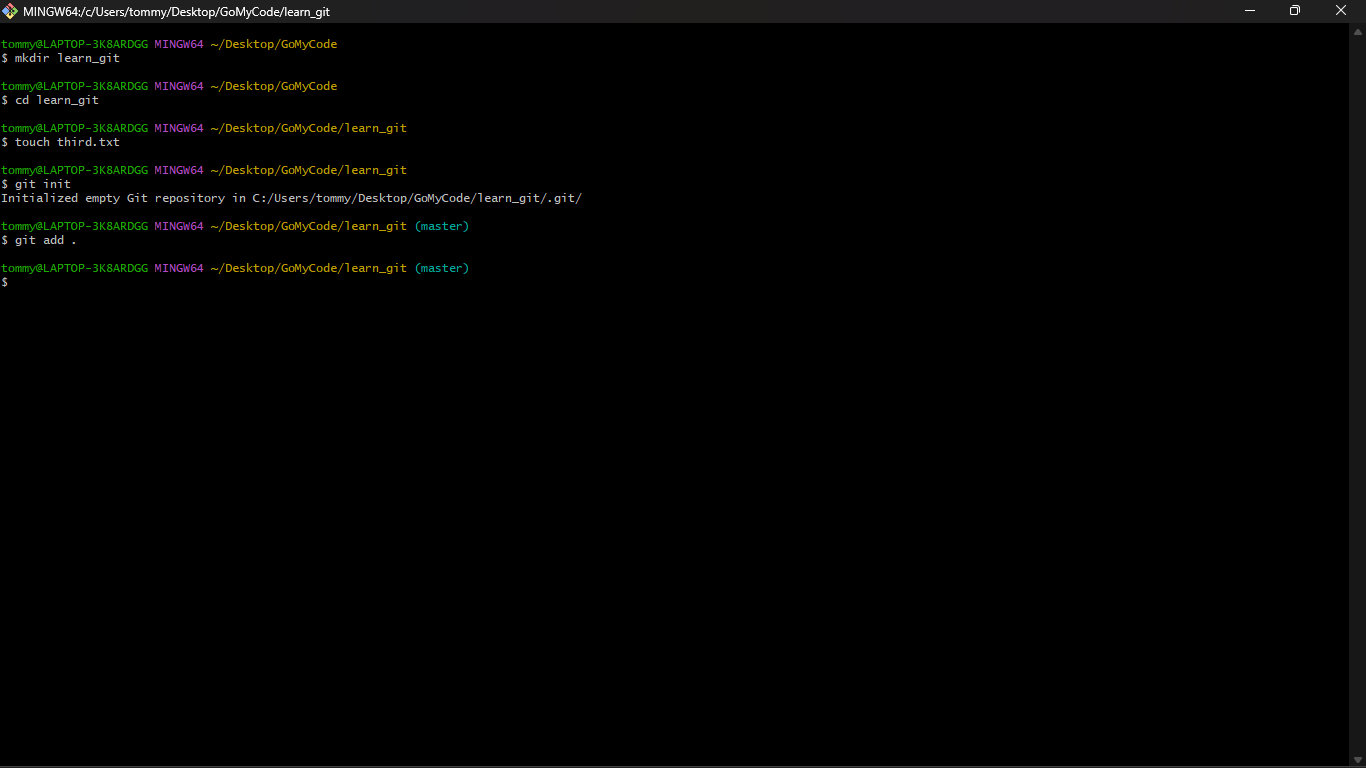 MINGW64:/c/Users/tommy/Desktop/GoMyCode/learn_git
tommy@LAPTOP-3K8ARDGG MINGW64 ~/Desktop/GoMyCode
$ mkdir learn_git
tommy@LAPTOP-3K8ARDGG MINGW64 ~/Desktop/GoMyCode
$ cd learn_git
tommy@LAPTOP-3K8ARDGG MINGW64 ~/Desktop/GoMyCode/learn_git
$ touch third.txt
tommy@LAPTOP-3K8ARDGG MINGW64 ~/Desktop/GoMyCode/learn_git
$ git init
Initialized empty Git repository in C:/Users/tommy/Desktop/GoMyCode/learn_git/.git/
tommy@LAPTOP-3K8ARDGG MINGW64 ~/Desktop/GoMyCode/learn_git (master)
$ git add .
tommy@LAPTOP-3K8ARDGG MINGW64 ~/Desktop/GoMyCode/learn_git (master)
$